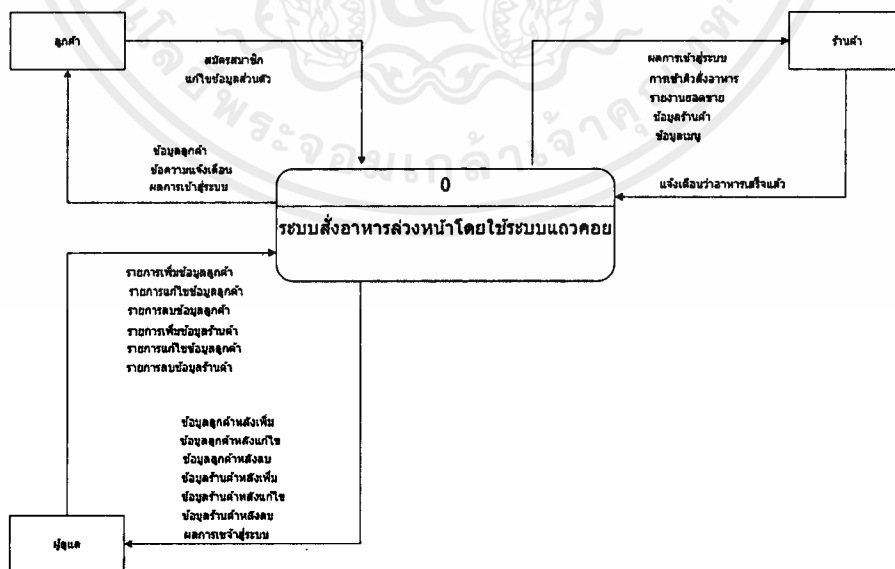 ลูกค้า
ร้านค้า
สมัครสมาชิก
แก้ไขข้อมูลส่วนตัว
ผลการเข้าสู่ระบบ
การเข้าคิวสั่งอาหาร
รายงานยอดขาย
ข้อมูลร้านค้า
ข้อมูลเมนู
พระจอมเกล้าเจ้าคุณทหาร
ข้อมูลลูกค้า
ข้อความแจ้งเตือน
ผลการเข้าสู่ระบบ
0
แจ้งเตือนว่าอาหารเสร็จแล้ว
ระบบสั่งอาหารล่วงหน้าโดยใช้ระบบแถวคอย
รายการเพิ่มข้อมูลลูกค้า
รายการแก้ไขข้อมูลลูกค้า
รายการลบข้อมูลลูกค้า
รายการเพิ่มข้อมูลร้านค้า
รายการแก้ไขข้อมูลลูกค้า
รายการลบข้อมูลร้านค้า
ข้อมูลลูกค้าหลังเพิ่ม
ข้อมูลลูกค้าหลังแก้ไข
ข้อมูลลูกค้าหลังลบ
ข้อมูลร้านค้าหลังเพิ่ม
ข้อมูลร้านค้าหลังแก้ไข
ข้อมูลร้านค้าหลังลบ
ผลการเขจ้าสู่ระบบ
ผู้ดูแล